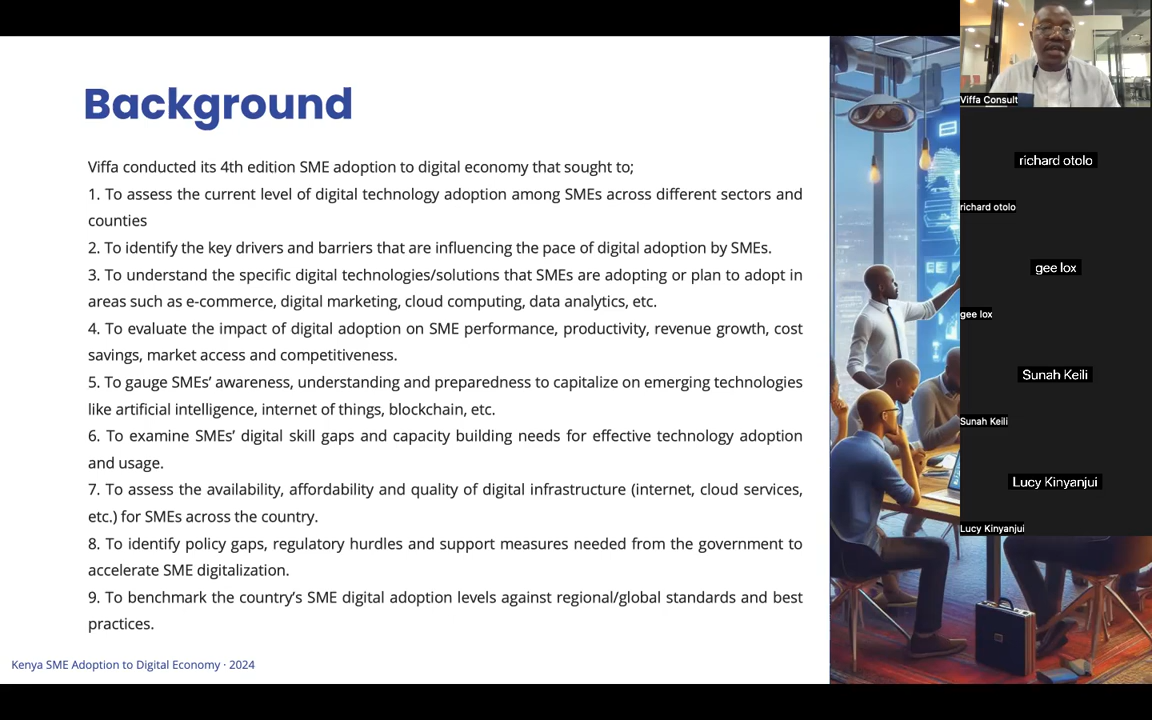 Background
Viffa conducted its 4th edition SME adoption to digital economy that sought to;
1. To assess the current level of digital technology adoption among SMEs across different sectors and
counties
2. To identify the key drivers and barriers that are influencing the pace of digital adoption by SMEs.
3. To understand the specific digital technologies/solutions that SMEs are adopting or plan to adopt in
areas such as e-commerce, digital marketing, cloud computing, data analytics, etc.
4. To evaluate the impact of digital adoption on SME performance, productivity, revenue growth, cost
savings, market access and competitiveness.
5. To gauge SMEs’ awareness, understanding and preparedness to capitalize on emerging technologies
like artificial intelligence, internet of things, blockchain, etc.
6. To examine SMEs’ digital skill gaps and capacity building needs for effective technology adoption
and usage.
7. To assess the availability, affordability and quality of digital infrastructure (internet, cloud services,
etc.) for SMEs across the country.
8. To identify policy gaps, regulatory hurdles and support measures needed from the government to
accelerate SME digitalization.
9. To benchmark the country’s SME digital adoption levels against regional/global standards and best
practices.
Kenya SME Adoption to Digital Economy · 2024
Viffa Consult
richard otolo
richard otolo
gee lox
gee lox
Sunah Keili
Sunah Keili
Lucy Kinyanjui
Lucy Kinyanjui